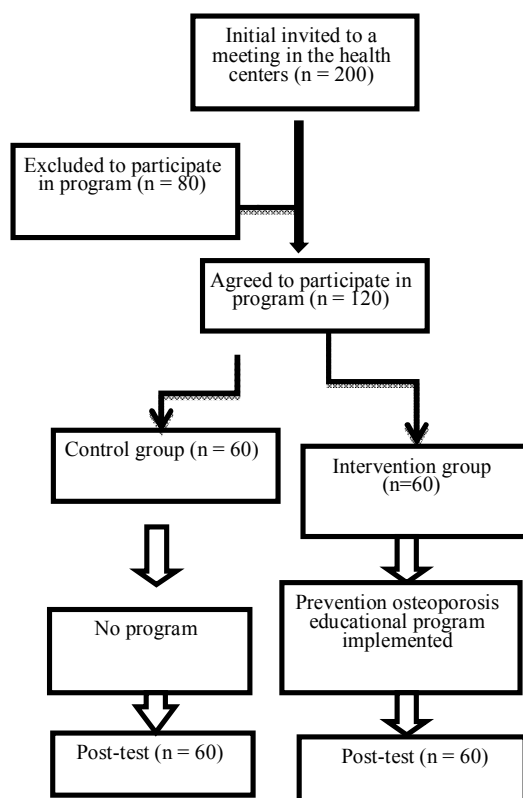 Initial invited to a
meeting in the health
centers (n = 200)
Excluded to participate
in program (n = 80)
Agreed to participate in
program (n = 120)
Control group (n = 60)
Intervention group
(n=60)
No program
Prevention osteoporosis
educational program
implemented
Post-test (n = 60)
Post-test (n = 60)